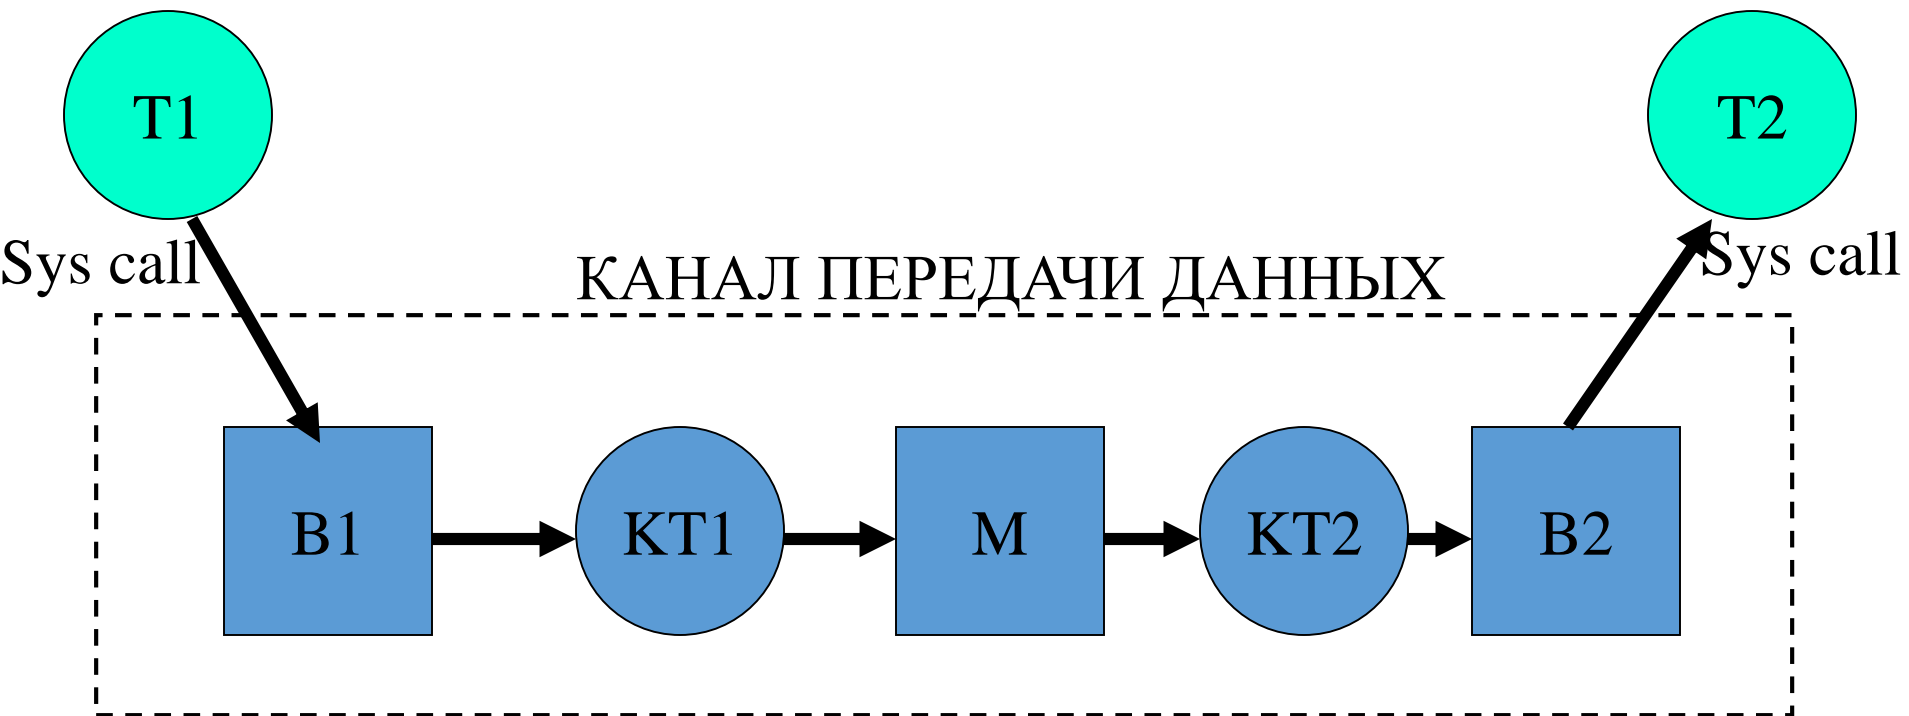 T1
T2
Sys call
Sys call
КАНАЛ ПЕРЕДАЧИ ДАННЫХ
B1
KT1
M
KT2
B2